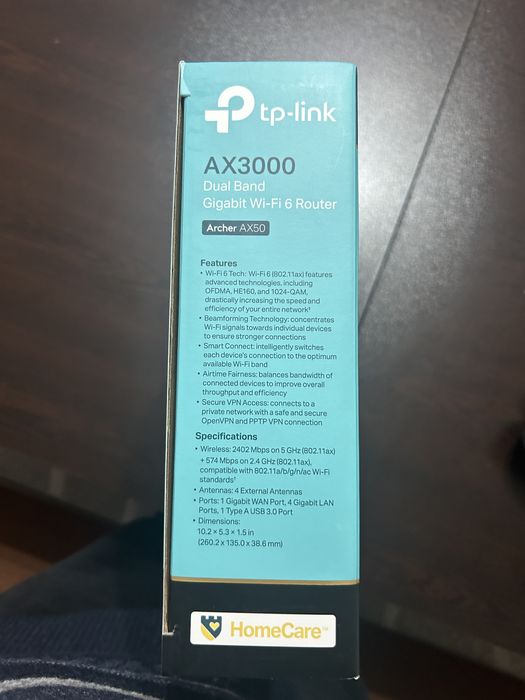 tp-link
AX3000
Dual Band
Gigabit Wi-Fi 6 Router
Archer AX50
Features
• Wi-Fi 6 Tech: Wi-Fi 6 (802.11ax) features
advanced technologies, including
OFDMA, HE160, and 1024-QAM,
drastically increasing the speed and
efficiency of your entire network†
• Beamforming Technology: concentrates
Wi-Fi signals towards individual devices
to ensure stronger connections
• Smart Connect: intelligently switches
each device's connection to the optimum
available Wi-Fi band
• Airtime Fairness: balances bandwidth of
connected devices to improve overall
throughput and efficiency
• Secure VPN Access: connects to a
private network with a safe and secure
OpenVPN and PPTP VPN connection
Specifications
• Wireless: 2402 Mbps on 5 GHz (802.11ax)
+ 574 Mbps on 2.4 GHz (802.11ax),
compatible with 802.11a/b/g/n/ac Wi-Fi
standards†
• Antennas: 4 External Antennas
• Ports: 1 Gigabit WAN Port, 4 Gigabit LAN
Ports, 1 Type A USB 3.0 Port
• Dimensions:
10.2 × 5.3 × 1.5 in
(260.2 x 135.0 x 38.6 mm)
HomeCare™